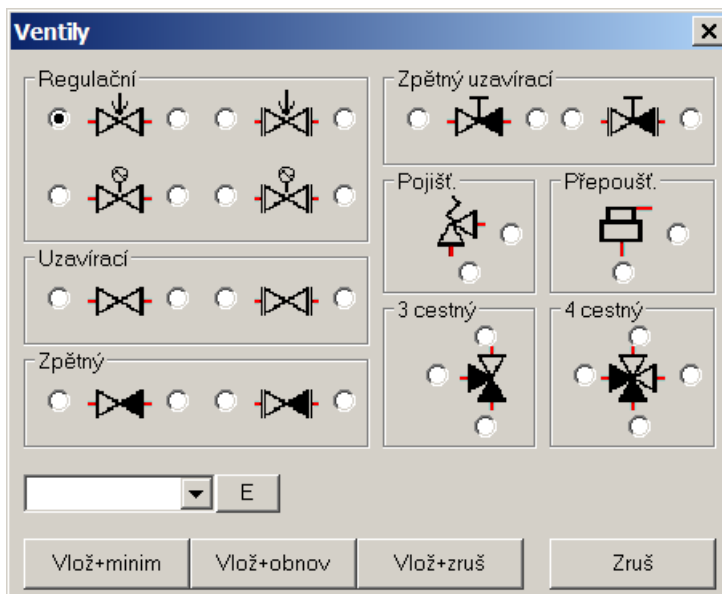 Ventily
Regulační
Zpětný uzavírací
Pojišť.
Přepoušť.
Uzavírací
3 cestný
4 cestný
Zpětný
E
Vlož+minim
Vlož+obnov
Vlož+zruš
Zruš